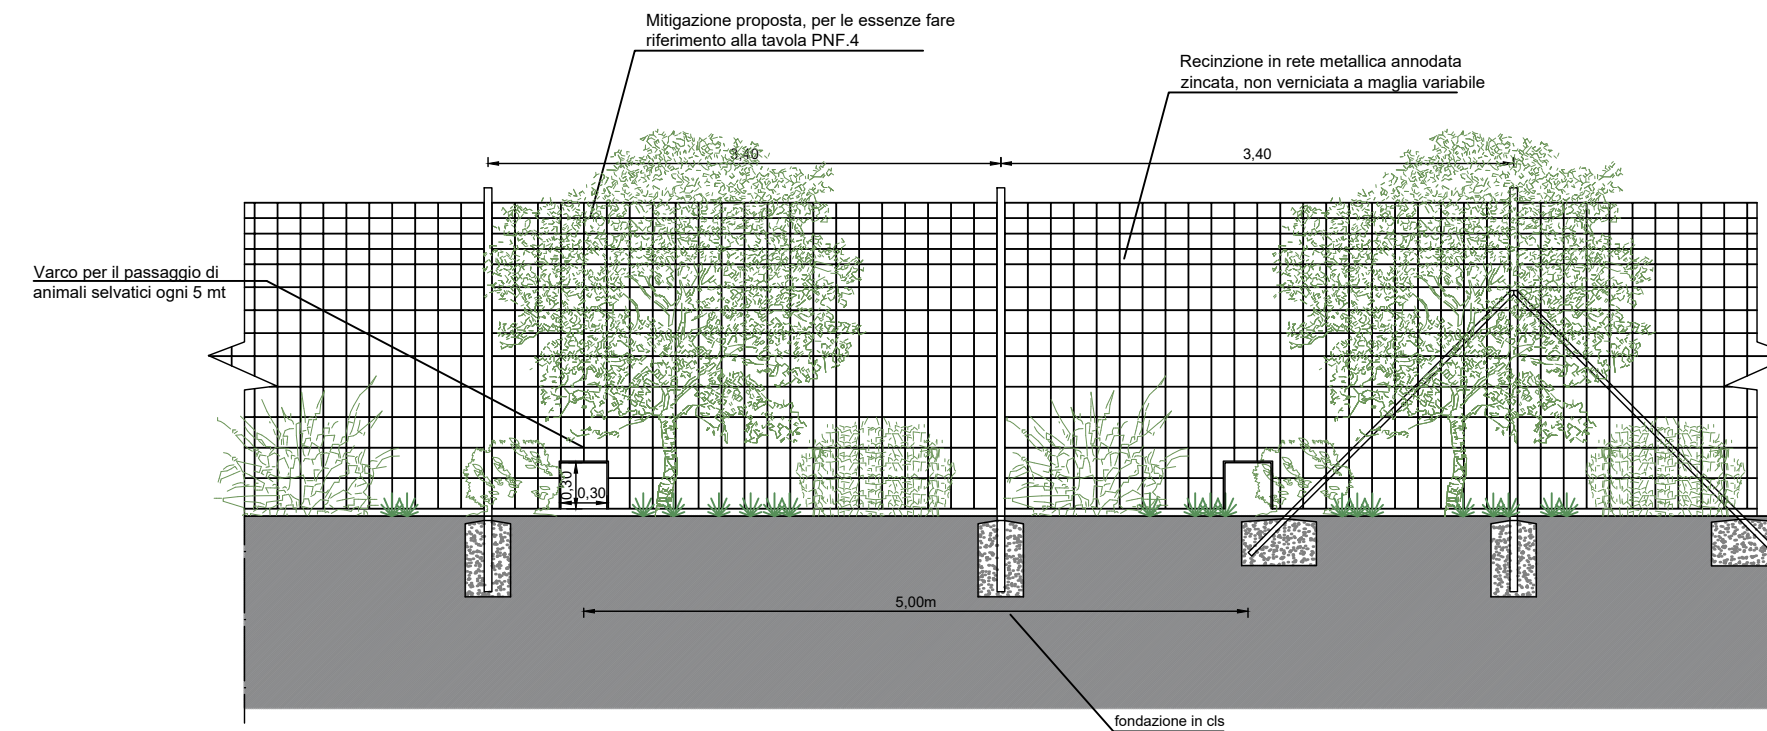 Mitigazione proposta, per le essenze fare
riferimento alla tavola PNF.4
Recinzione in rete metallica annodata
zincata, non verniciata a maglia variabile
3,40
3,40
Varco per il passaggio di
animali selvatici ogni 5 mt
0,30
0,30
5,00m
fondazione in cls